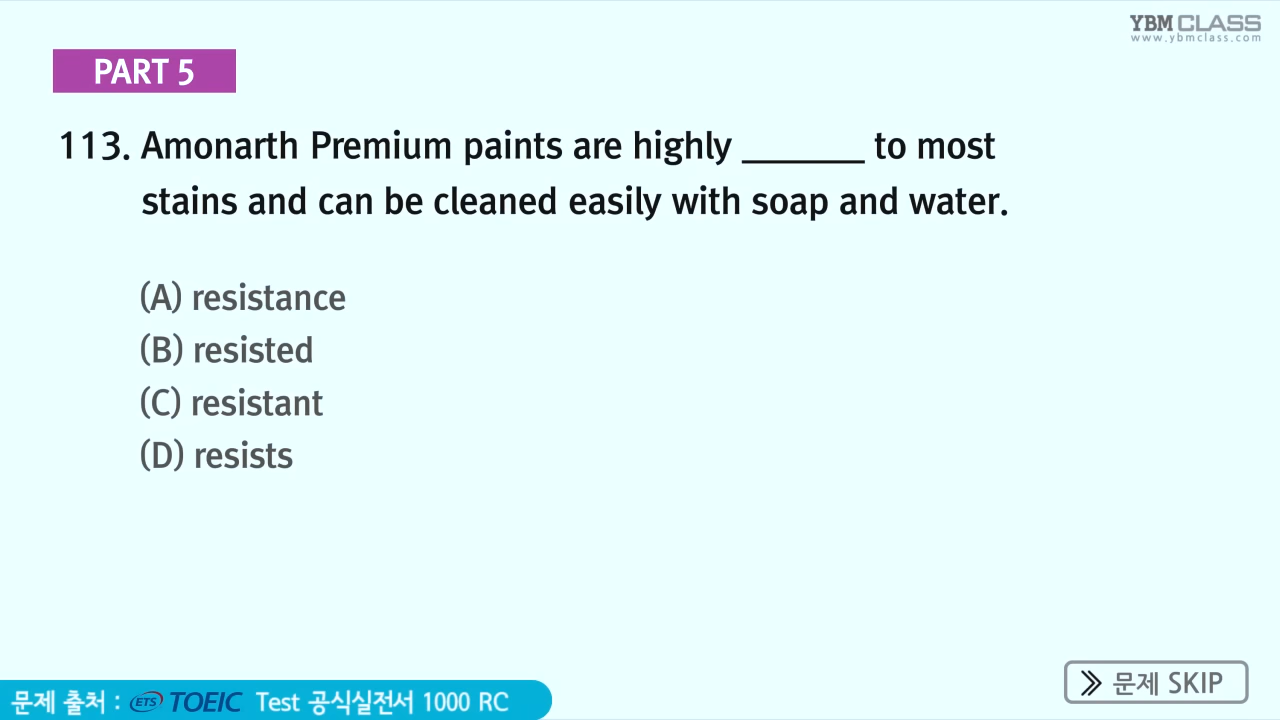 YBM CLASS
www.ybmclass.com
PART 5
113. Amonarth Premium paints are highly _______ to most
stains and can be cleaned easily with soap and water.
(A) resistance
(B) resisted
(C) resistant
(D) resists
문제 SKIP
문제 출처 : ETS TOEIC Test 공식실전서 1000 RC